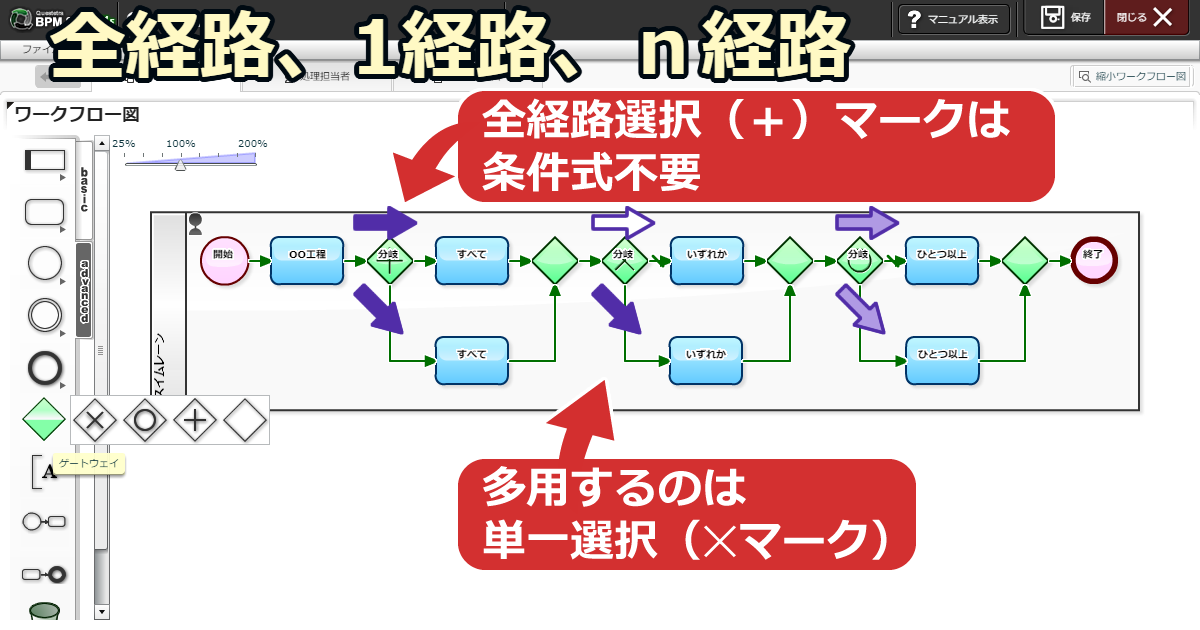 Questetra
BPM
マニュアル表示
保存
閉じる
全経路、1経路、n経路
ファイ
処理担当者
縮小ワークフロー図
ワークフロー図
全経路選択（＋）マークは
条件式不要
25%
100%
200%
basic
advanced
スイムレーン
開始
OO工程
分岐
すべて
分岐
いずれか
分岐
ひとつ以上
終了
すべて
いずれか
ひとつ以上
ゲートウェイ
A
多用するのは
単一選択（×マーク）